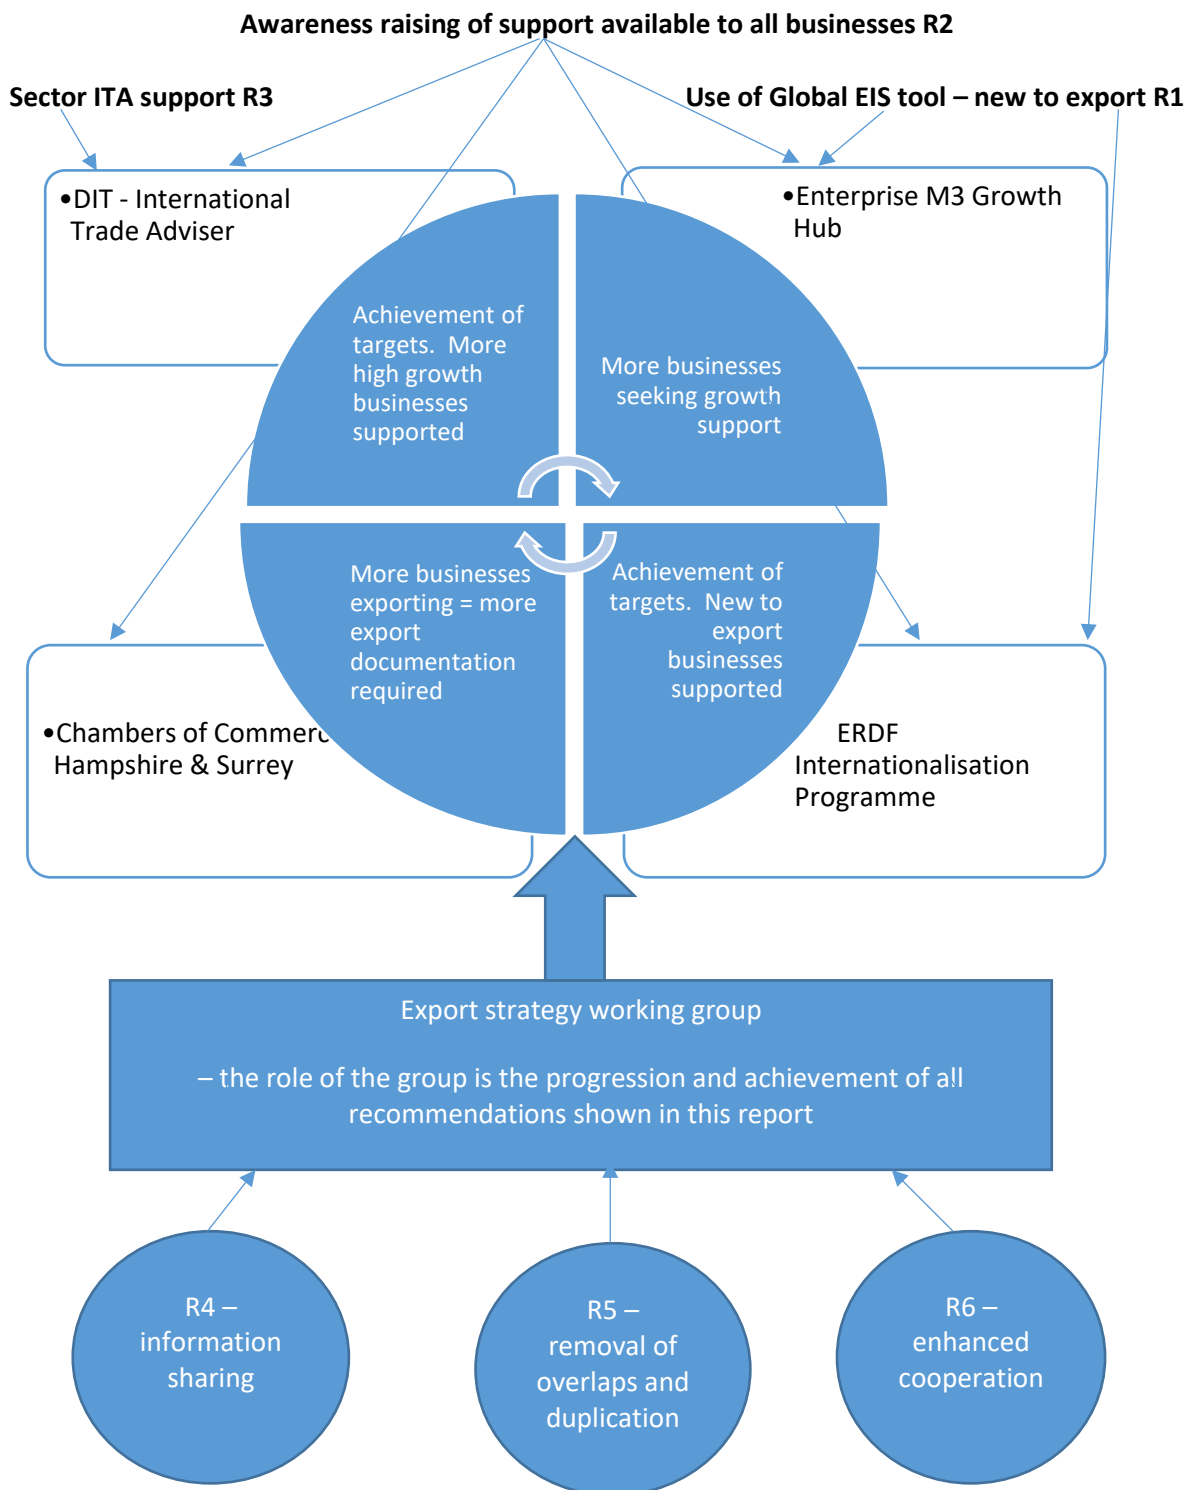 Awareness raising of support available to all businesses R2
Sector ITA support R3
Use of Global EIS tool – new to export R1
•DIT - International
Trade Adviser
•Enterprise M3 Growth
Hub
Achievement of
targets.  More
high growth
businesses
supported
More businesses
seeking growth
support
More businesses
exporting = more
export
documentation
required
Achievement of
targets.  New to
export
businesses
supported
•Chambers of Commerc
Hampshire & Surrey
ERDF
Internationalisation
Programme
Export strategy working group
– the role of the group is the progression and achievement of all
recommendations shown in this report
R4 –
information
sharing
R5 –
removal of
overlaps and
duplication
R6 –
enhanced
cooperation